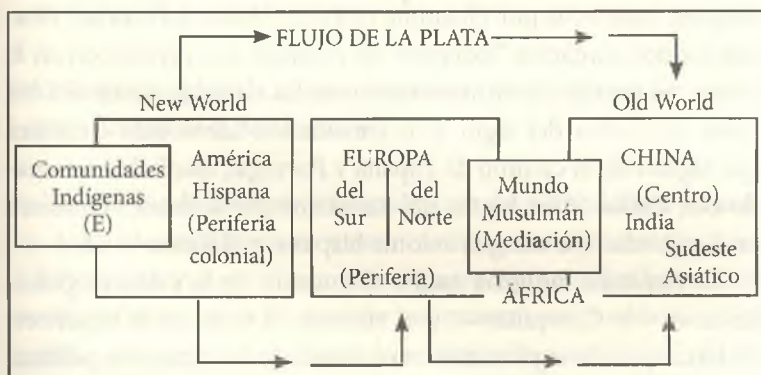 FLUJO DE LA PLATA
New World
Old World
Comunidades
Indígenas
(E)
América
Hispana
(Periferia
colonial)
EUROPA
del del
Sur Norte
(Periferia)
Mundo
Musulmán
(Mediación)
CHINA
(Centro)
India
Sudeste
Asiático
ÁFRICA